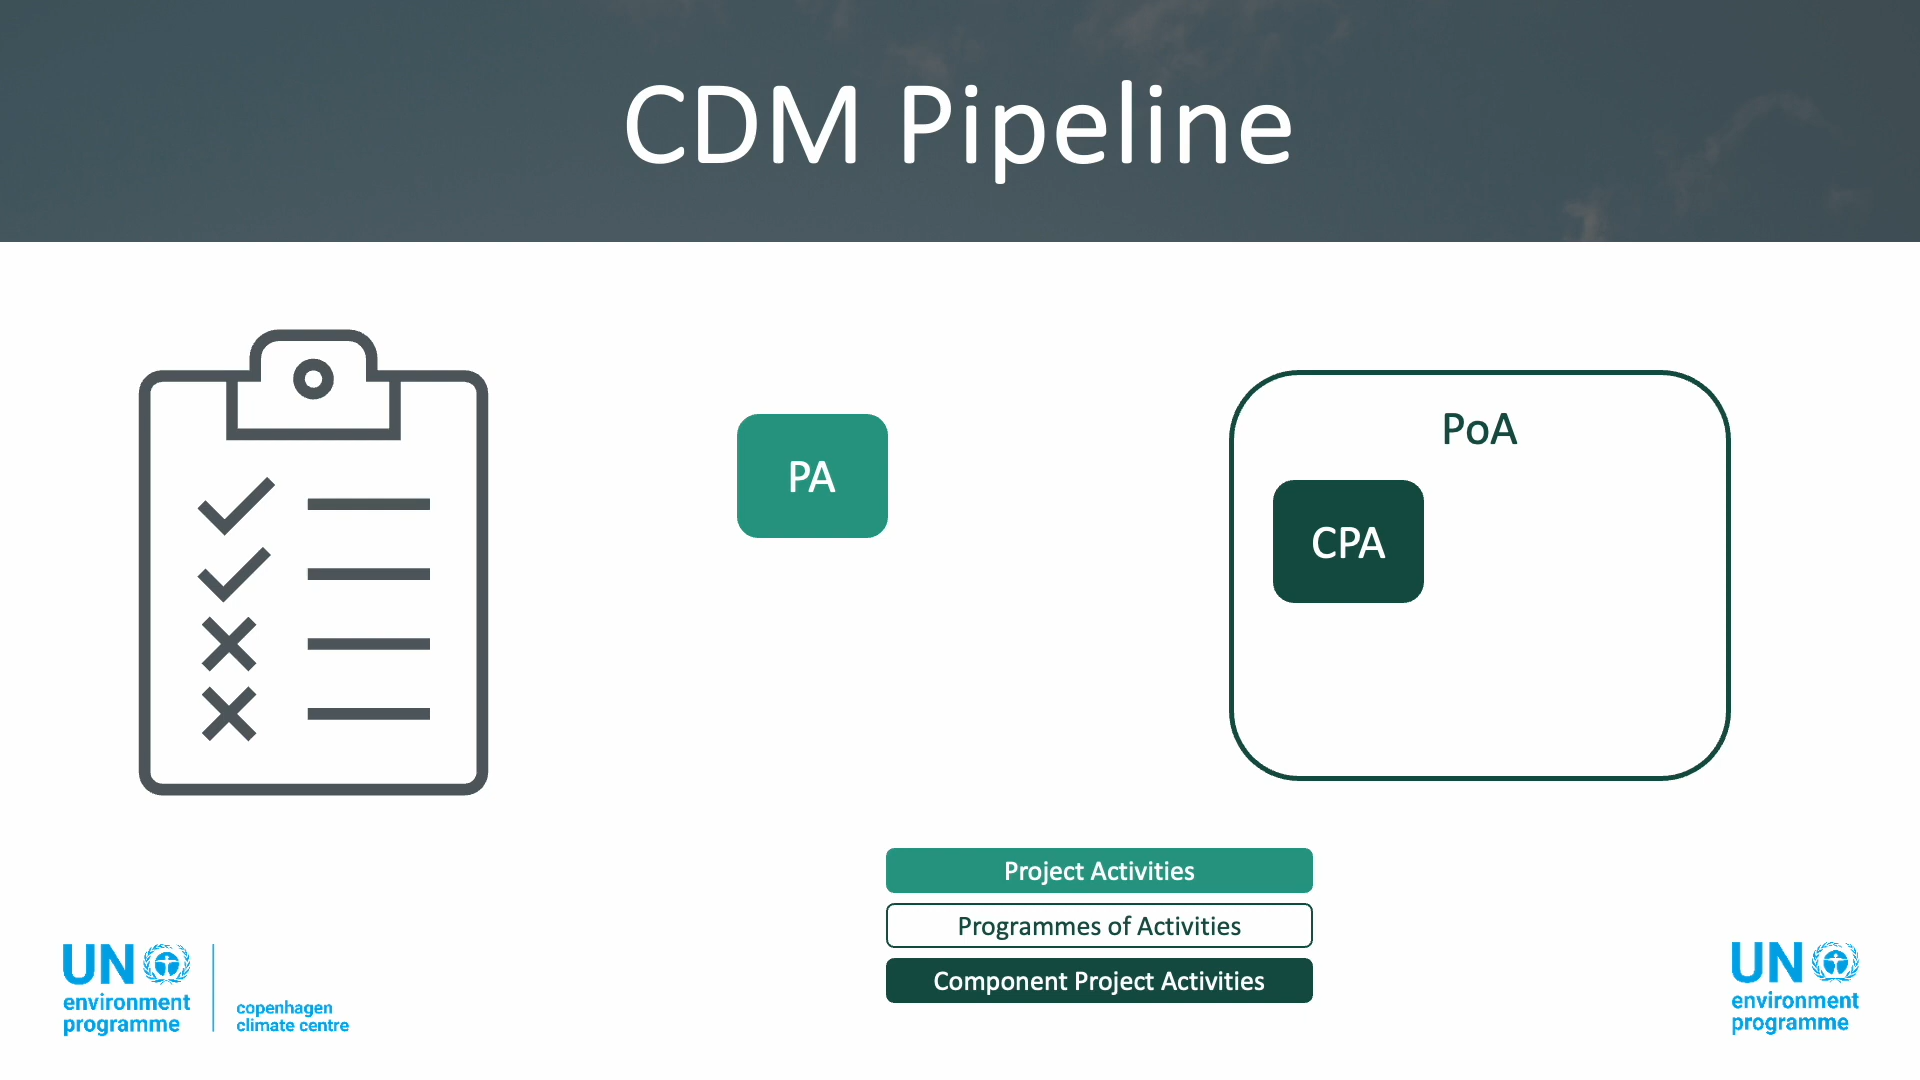 CDM Pipeline
PA
PoA
CPA
Project Activities
Programmes of Activities
Component Project Activities
UN
environment
programme
copenhagen
climate centre
UN
environment
programme